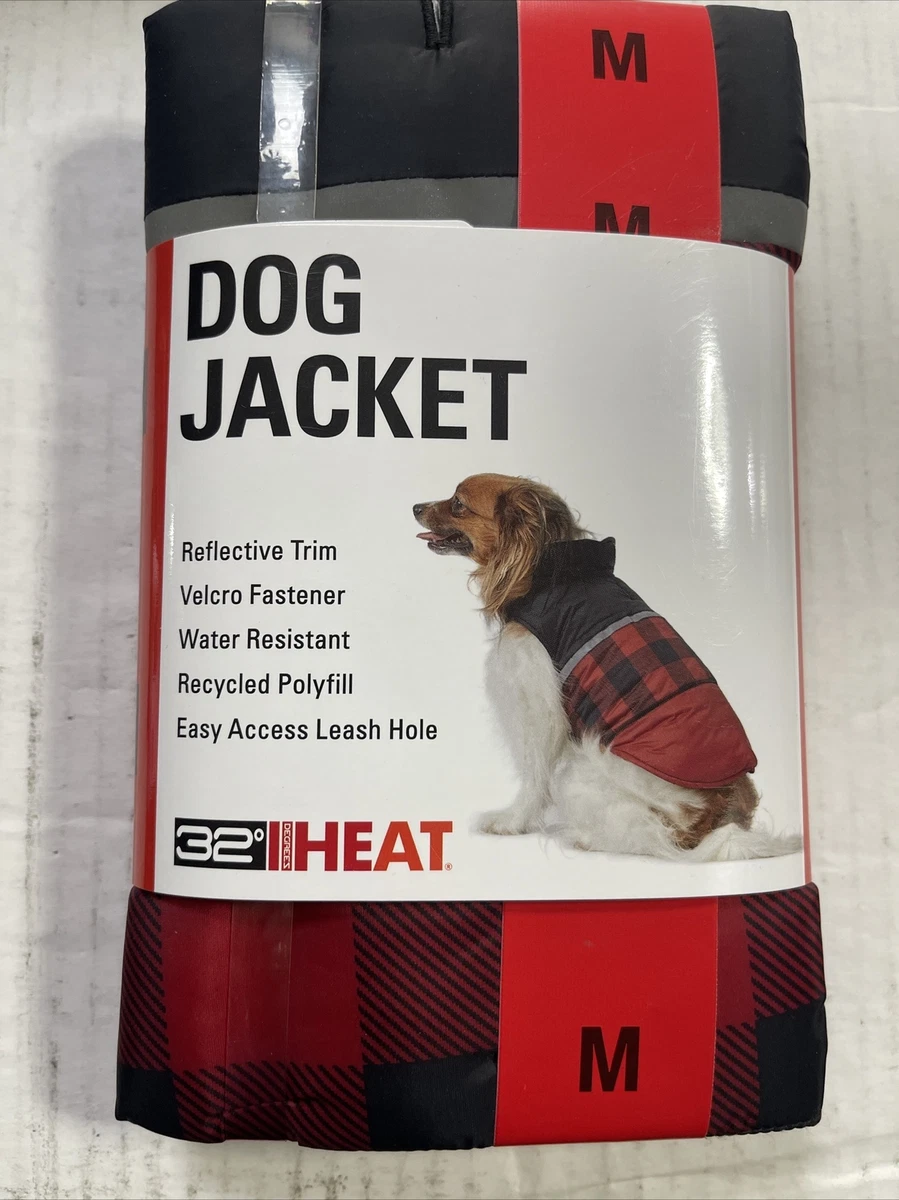 M
M
DOG
JACKET
Reflective Trim
Velcro Fastener
Water Resistant
Recycled Polyfill
Easy Access Leash Hole
32° DEGREES HEAT®
M